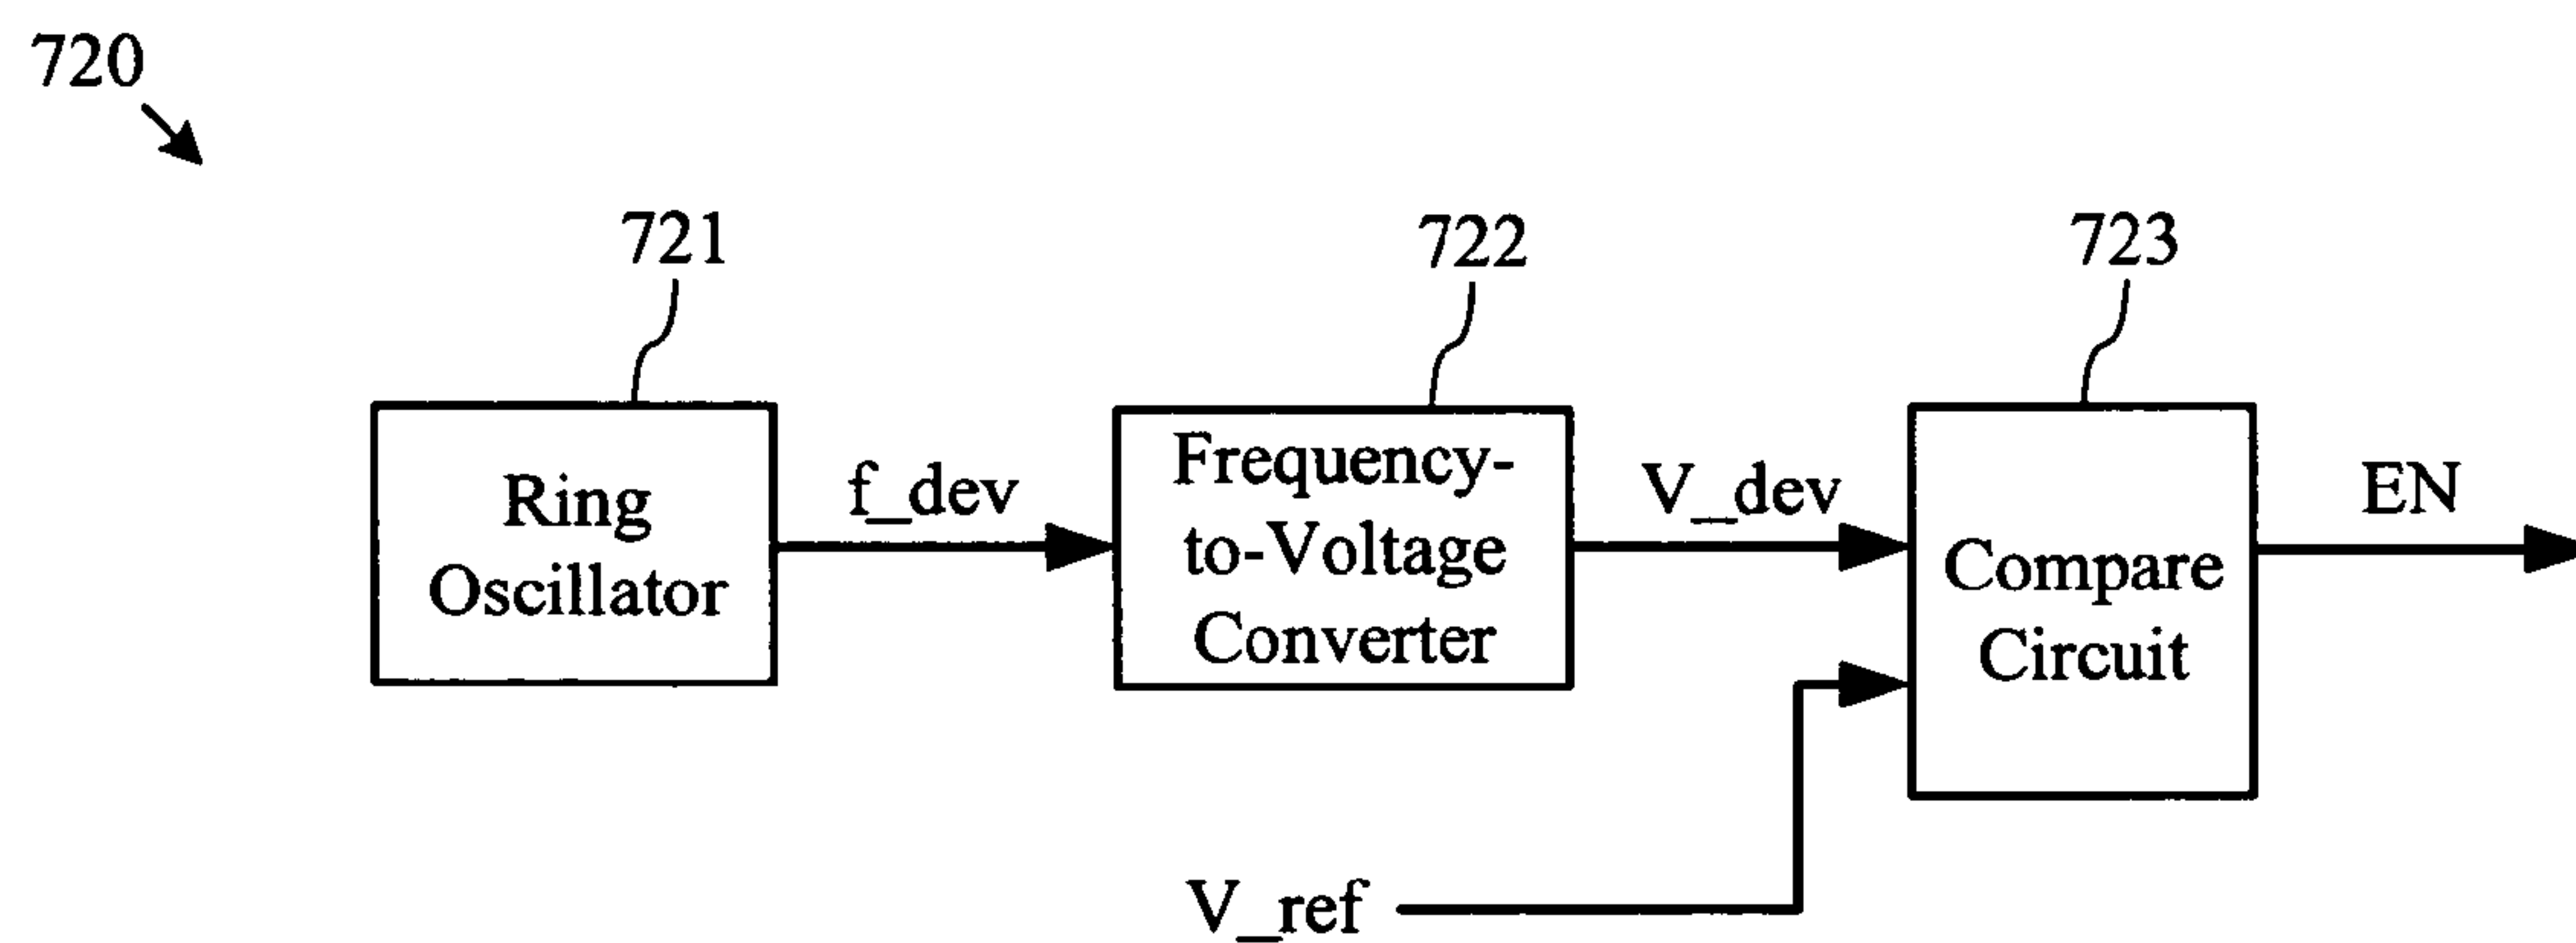 720
721
722
723
Ring
Oscillator
f_dev
Frequency-
to-Voltage
Converter
V_dev
Compare
Circuit
EN
V_ref